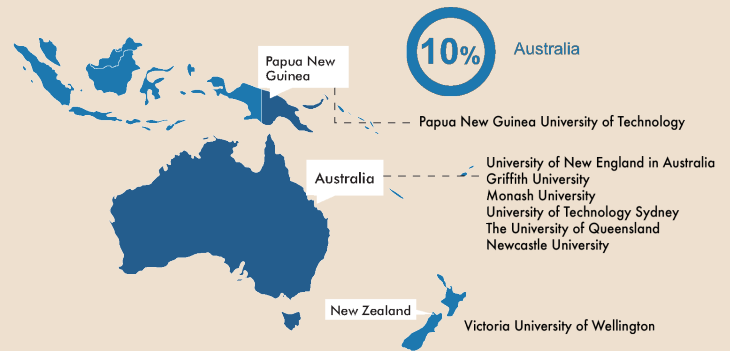 10%
Australia
Papua New
Guinea
Papua New Guinea University of Technology
Australia
University of New England in Australia
Griffith University
Monash University
University of Technology Sydney
The University of Queensland
Newcastle University
New Zealand
Victoria University of Wellington